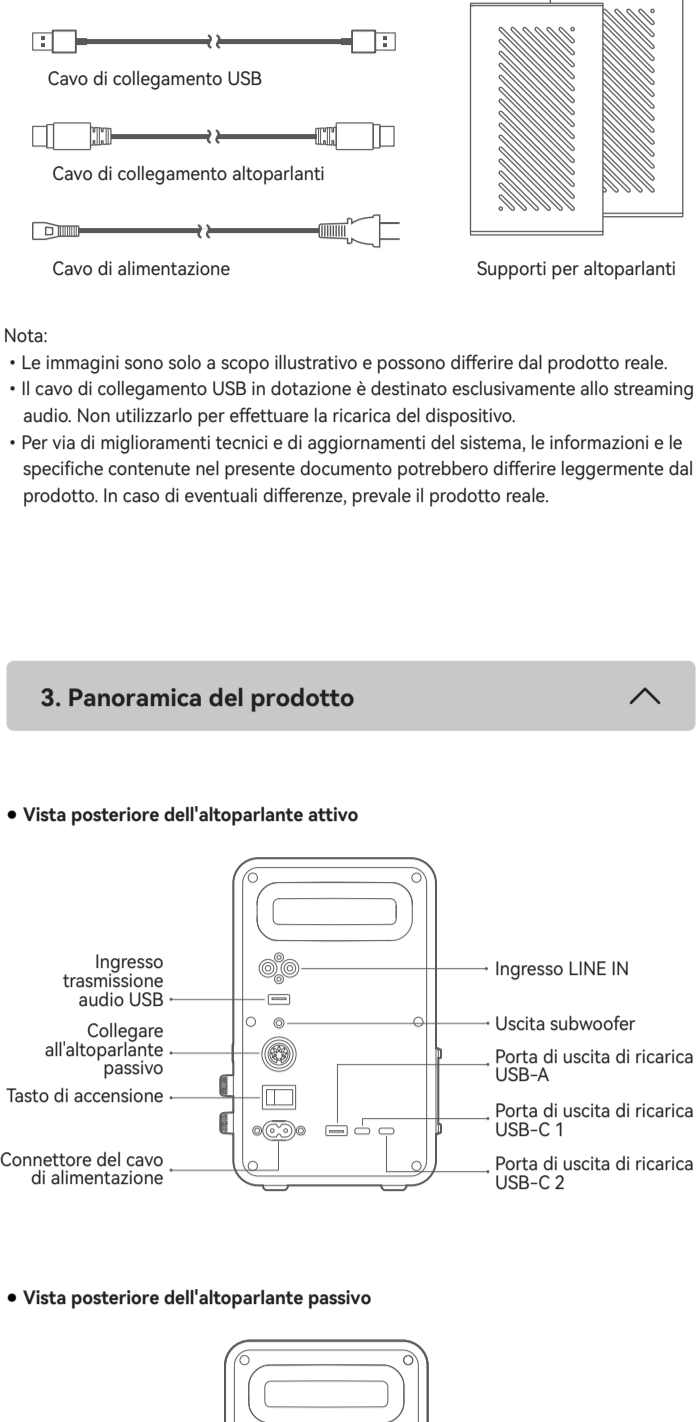 Cavo di collegamento USB
Cavo di collegamento altoparlanti
Cavo di alimentazione
Supporti per altoparlanti
Nota:
• Le immagini sono solo a scopo illustrativo e possono differire dal prodotto reale.
• Il cavo di collegamento USB in dotazione è destinato esclusivamente allo streaming
audio. Non utilizzarlo per effettuare la ricarica del dispositivo.
• Per via di miglioramenti tecnici e di aggiornamenti del sistema, le informazioni e le
specifiche contenute nel presente documento potrebbero differire leggermente dal
prodotto. In caso di eventuali differenze, prevale il prodotto reale.
3. Panoramica del prodotto
• Vista posteriore dell'altoparlante attivo
Ingresso
trasmissione
audio USB
Collegare
all'altoparlante
passivo
Tasto di accensione
Connettore del cavo
di alimentazione
Ingresso LINE IN
Uscita subwoofer
Porta di uscita di ricarica
USB-A
Porta di uscita di ricarica
USB-C 1
Porta di uscita di ricarica
USB-C 2
• Vista posteriore dell'altoparlante passivo